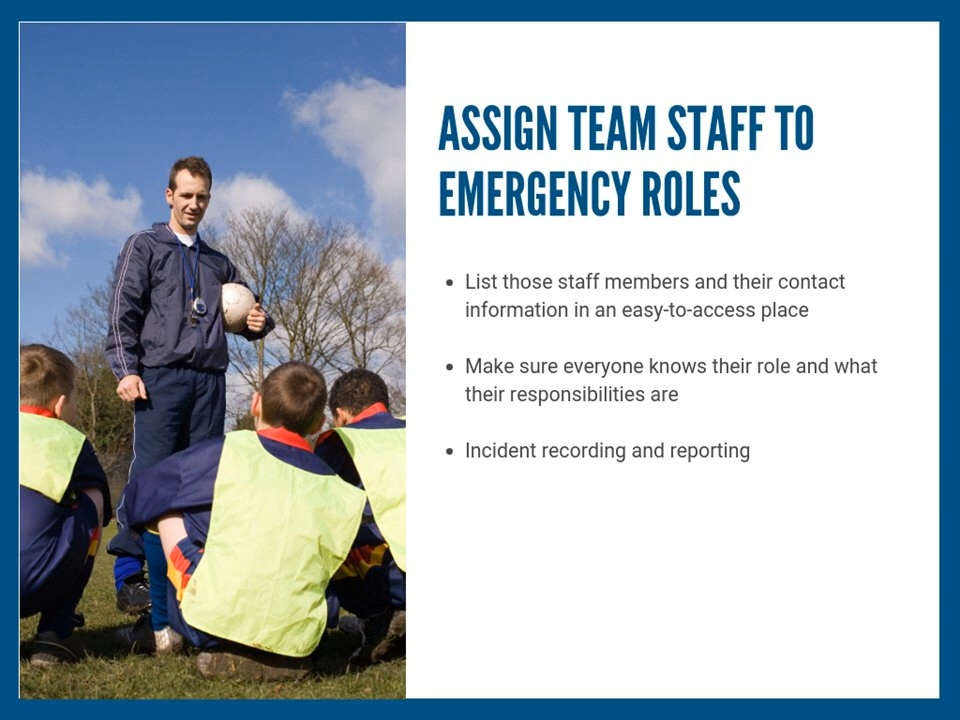 ASSIGN TEAM STAFF TO
EMERGENCY ROLES
• List those staff members and their contact
information in an easy-to-access place
• Make sure everyone knows their role and what
their responsibilities are
• Incident recording and reporting